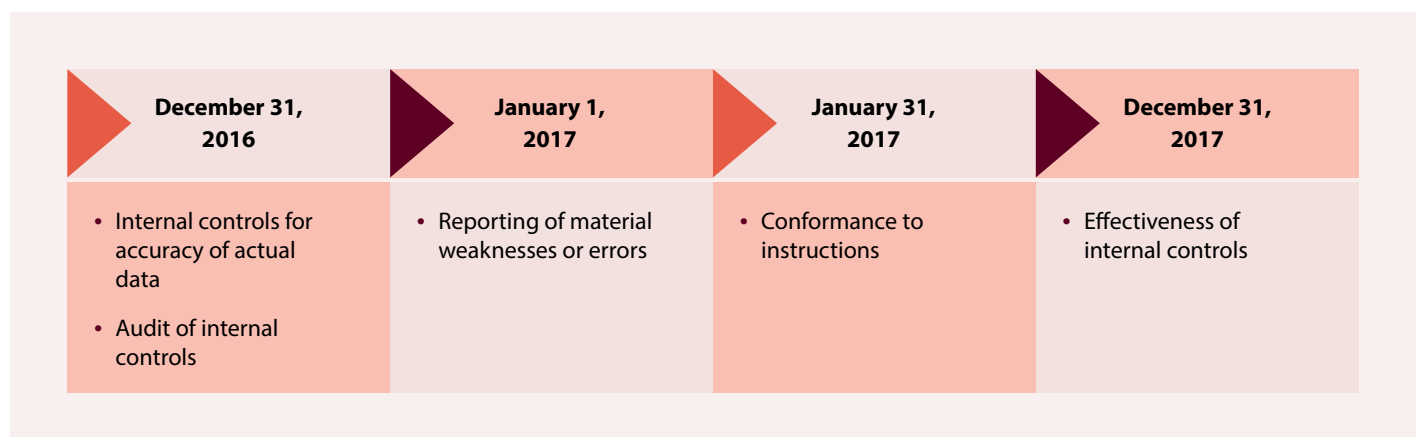 December 31,
2016
January 1,
2017
January 31,
2017
December 31,
2017
• Internal controls for
accuracy of actual
data
• Audit of internal
controls
• Reporting of material
weaknesses or errors
• Conformance to
instructions
• Effectiveness of
internal controls